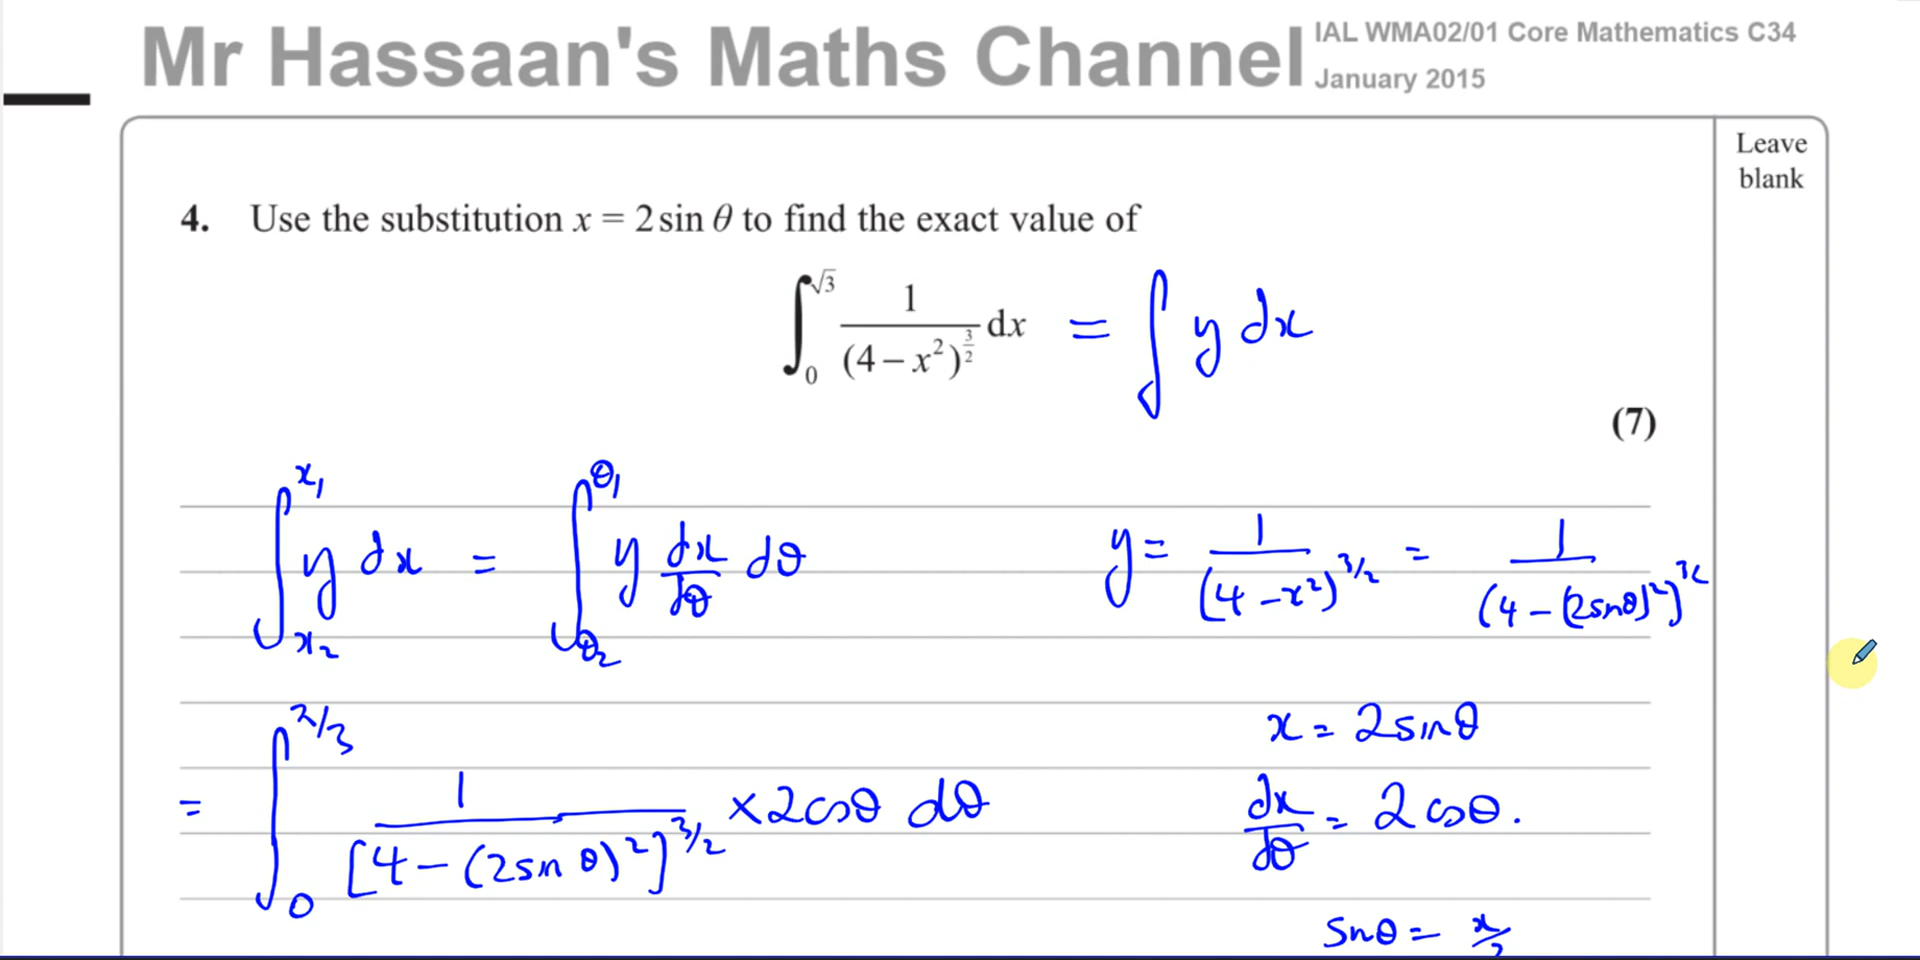 Mr Hassaan's Maths Channel
IAL WMA02/01 Core Mathematics C34
January 2015
Leave
blank
4. Use the substitution x = 2 sin θ to find the exact value of
∫₀^√3 1/(4 – x²)^(3/2) dx = ∫ y dx
(7)
∫_{x₂}^{x₁} y dx = ∫_{θ₂}^{θ₁} y dx/dθ dθ
y = 1/(4 – x²)^(3/2) = 1/(4 – (2sinθ)²)^(3/2)
x = 2sinθ
= ∫₀ 1/[4 – (2sin θ)²]^(3/2) × 2cosθ dθ
dx/dθ = 2cosθ.
sinθ = x/2